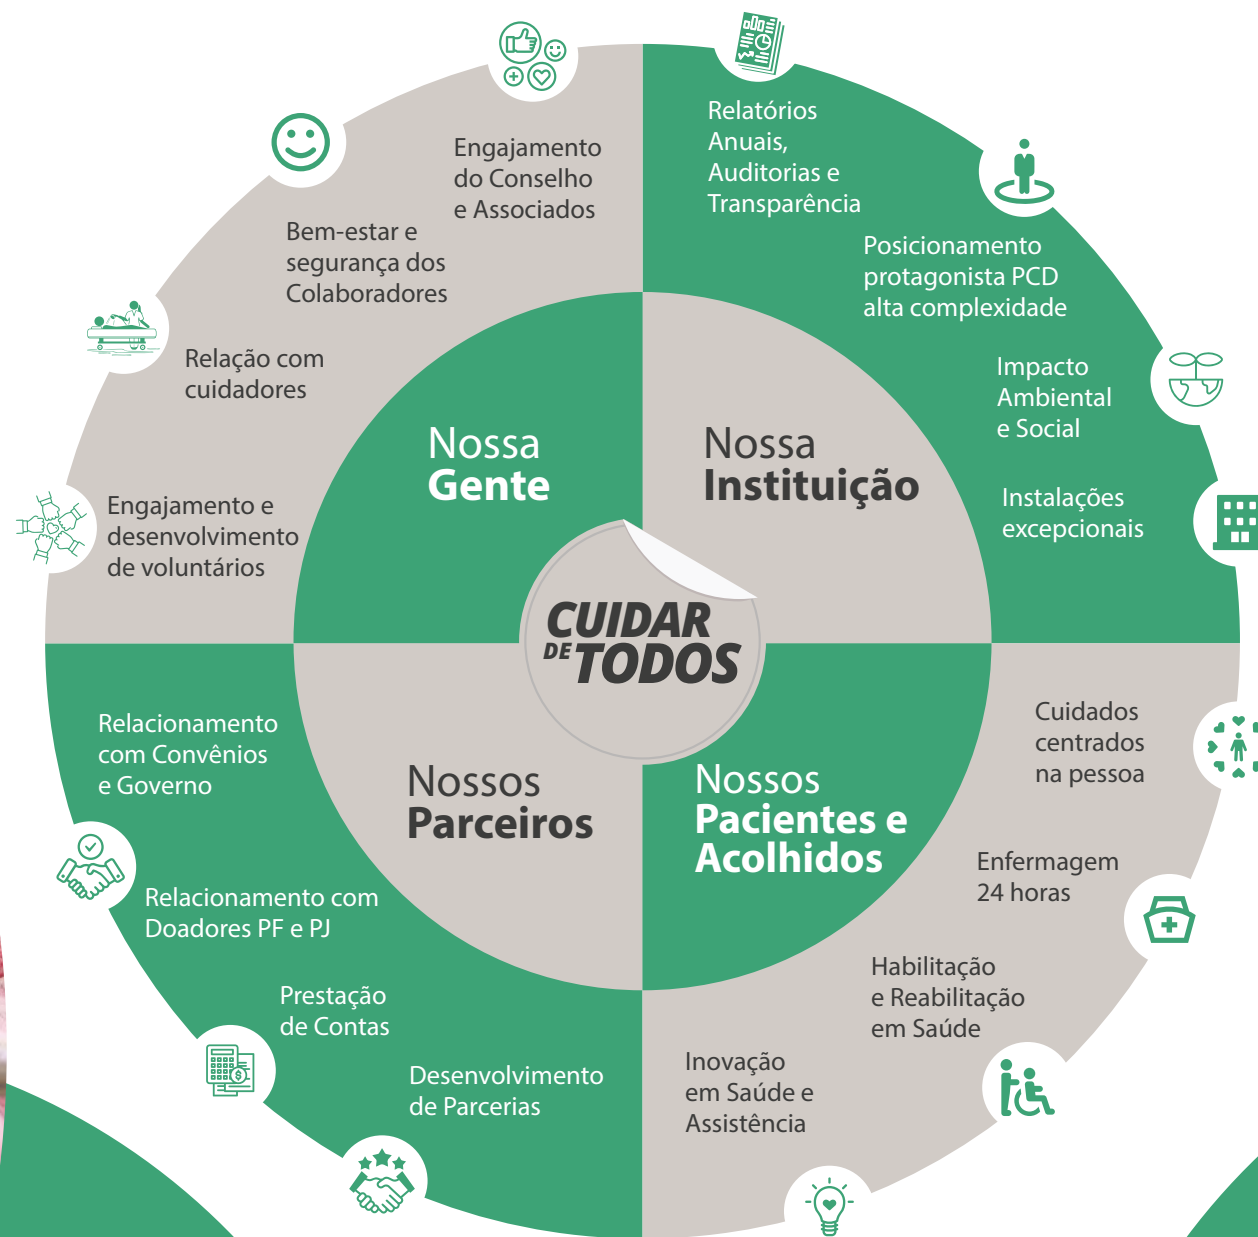 Engajamento
do Conselho
e Associados
Bem-estar e
segurança dos
Colaboradores
Relação com
cuidadores
Engajamento e
desenvolvimento
de voluntários
Nossa
Gente
Relatórios
Anuais,
Auditorias e
Transparência
Posicionamento
protagonista PCD
alta complexidade
Impacto
Ambiental
e Social
Instalações
excepcionais
Nossa
Instituição
CUIDAR
DE TODOS
Relacionamento
com Convênios
e Governo
Relacionamento com
Doadores PF e PJ
Prestação
de Contas
Desenvolvimento
de Parcerias
Nossos
Parceiros
Nossos
Pacientes e
Acolhidos
Cuidados
centrados
na pessoa
Enfermagem
24 horas
Habilitação
e Reabilitação
em Saúde
Inovação
em Saúde e
Assistência